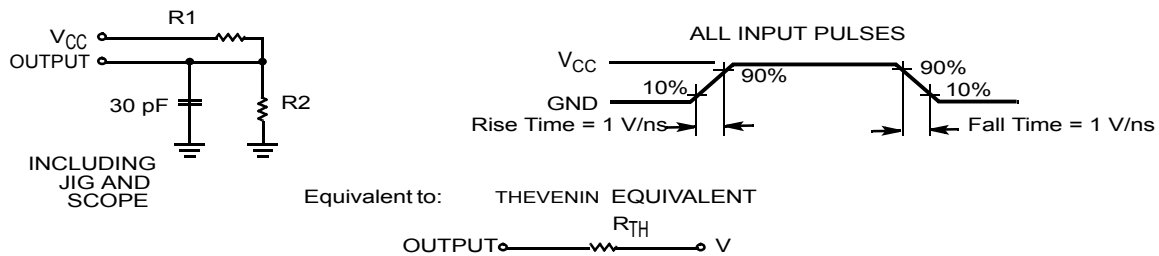 R1
VCC
OUTPUT
30 pF
R2
INCLUDING
JIG AND
SCOPE
ALL INPUT PULSES
VCC
GND
10%
90%
90%
10%
Rise Time = 1 V/ns
Fall Time = 1 V/ns
Equivalent to:
THEVENIN EQUIVALENT
RTH
OUTPUT
V